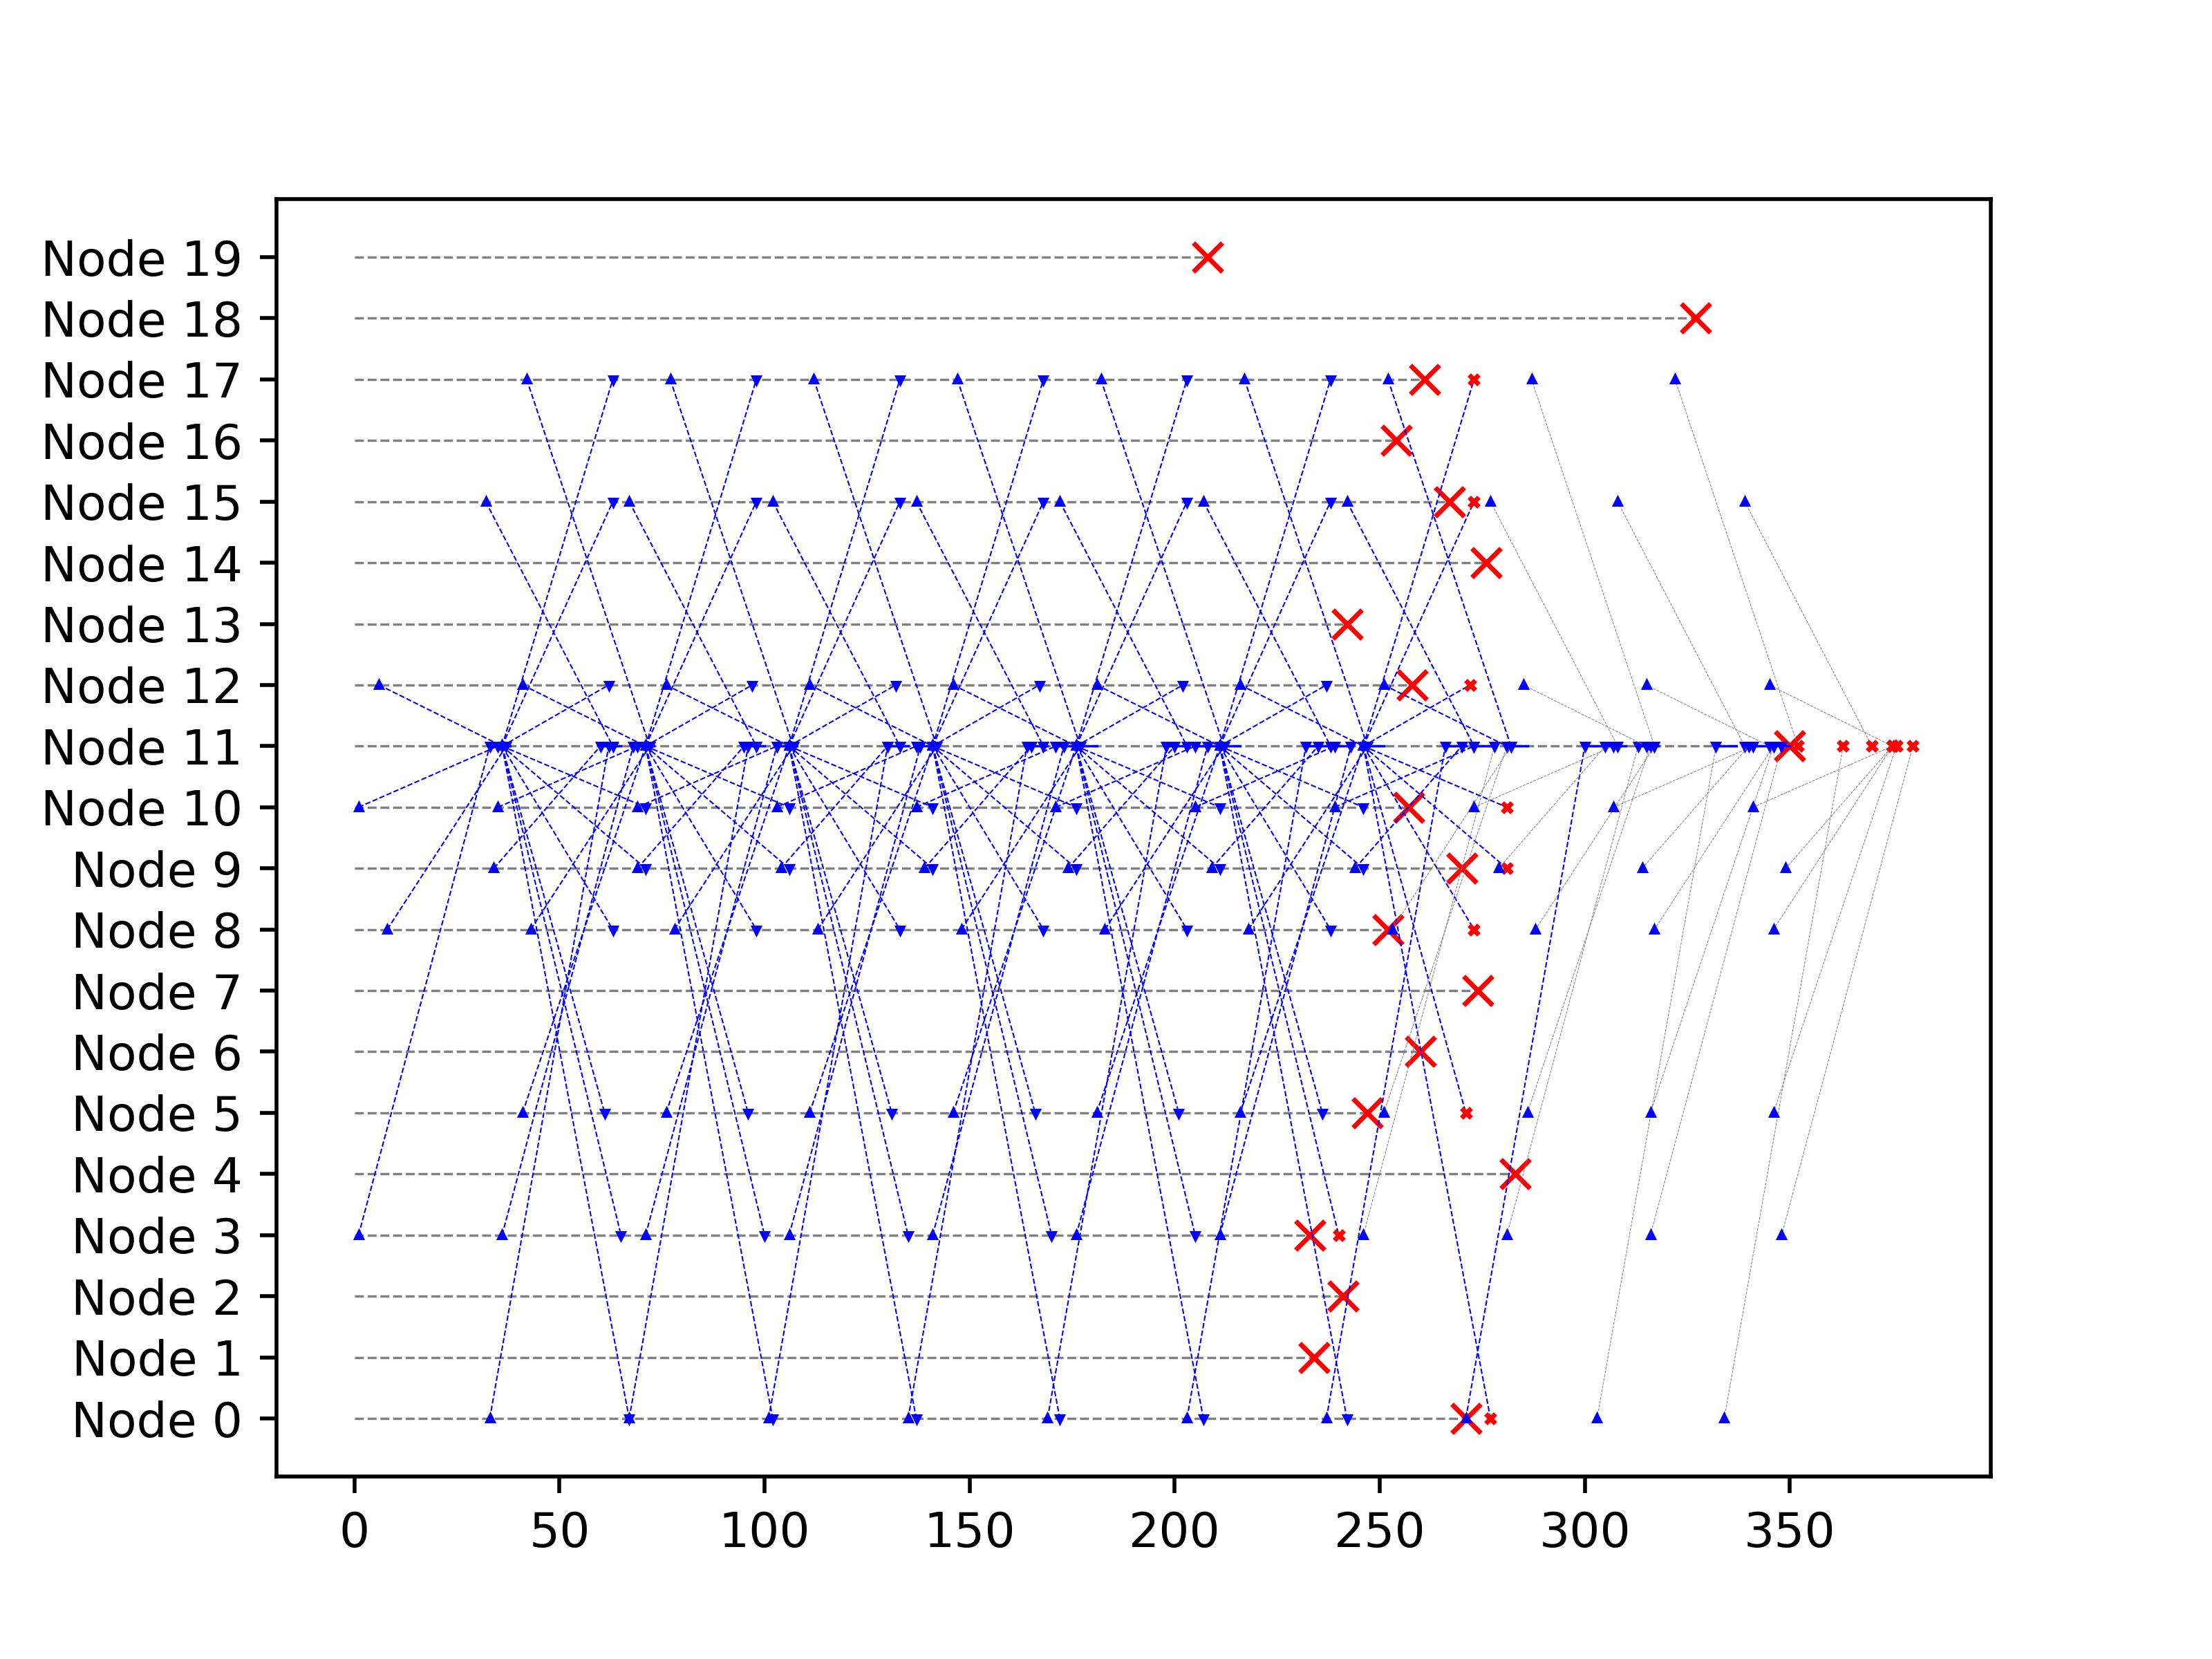 Node 19
Node 18
Node 17
Node 16
Node 15
Node 14
Node 13
Node 12
Node 11
Node 10
Node 9
Node 8
Node 7
Node 6
Node 5
Node 4
Node 3
Node 2
Node 1
Node 0
0 50 100 150 200 250 300 350